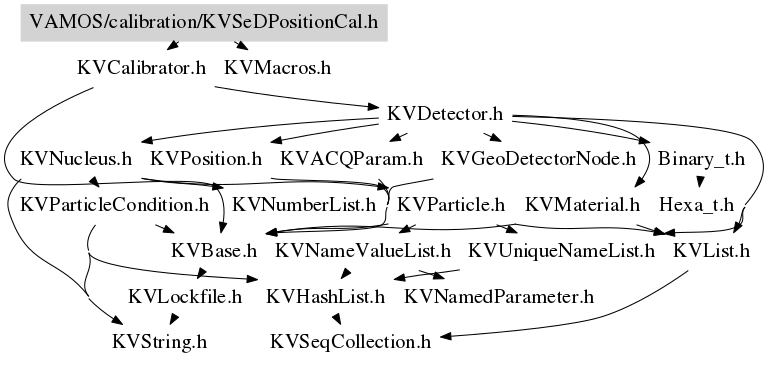 VAMOS/calibration/KVSeDPositionCal.h
KVCalibrator.h KVMacros.h
KVDetector.h
KVNucleus.h KVPosition.h KVACQParam.h KVGeoDetectorNode.h Binary_t.h
KVParticleCondition.h KVNumberList.h KVParticle.h KVMaterial.h Hexa_t.h
KVBase.h KVNameValueList.h KVUniqueNameList.h KVList.h
KVLockfile.h KVHashList.h KVNamedParameter.h
KVString.h KVSeqCollection.h